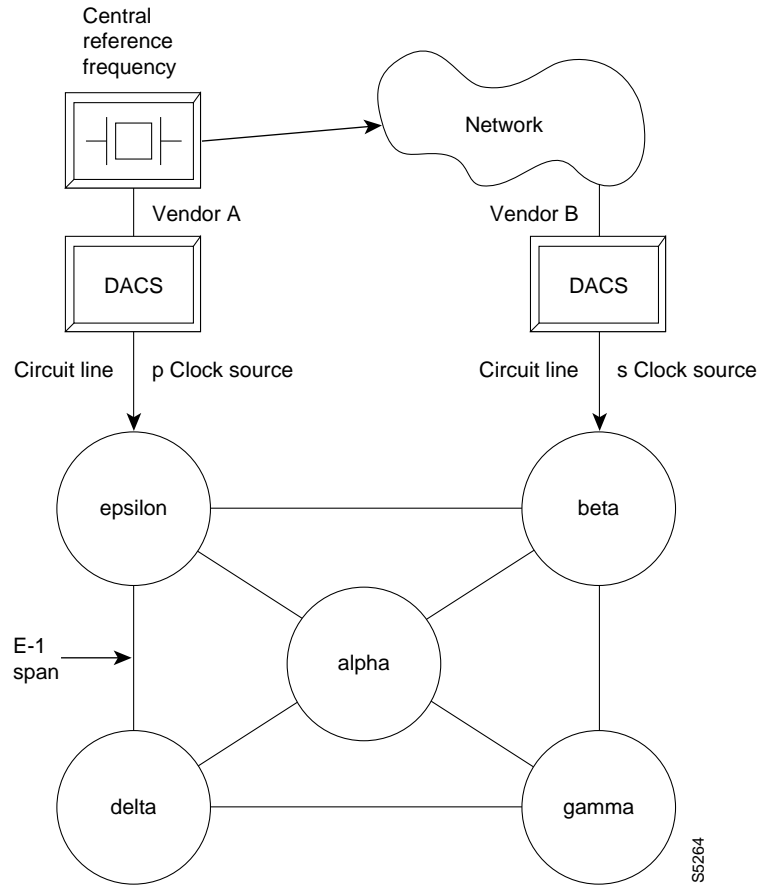 Central
reference
frequency
Network
Vendor A
Vendor B
DACS
DACS
Circuit line
p Clock source
Circuit line
s Clock source
epsilon
beta
E-1
span
alpha
delta
gamma
S5264